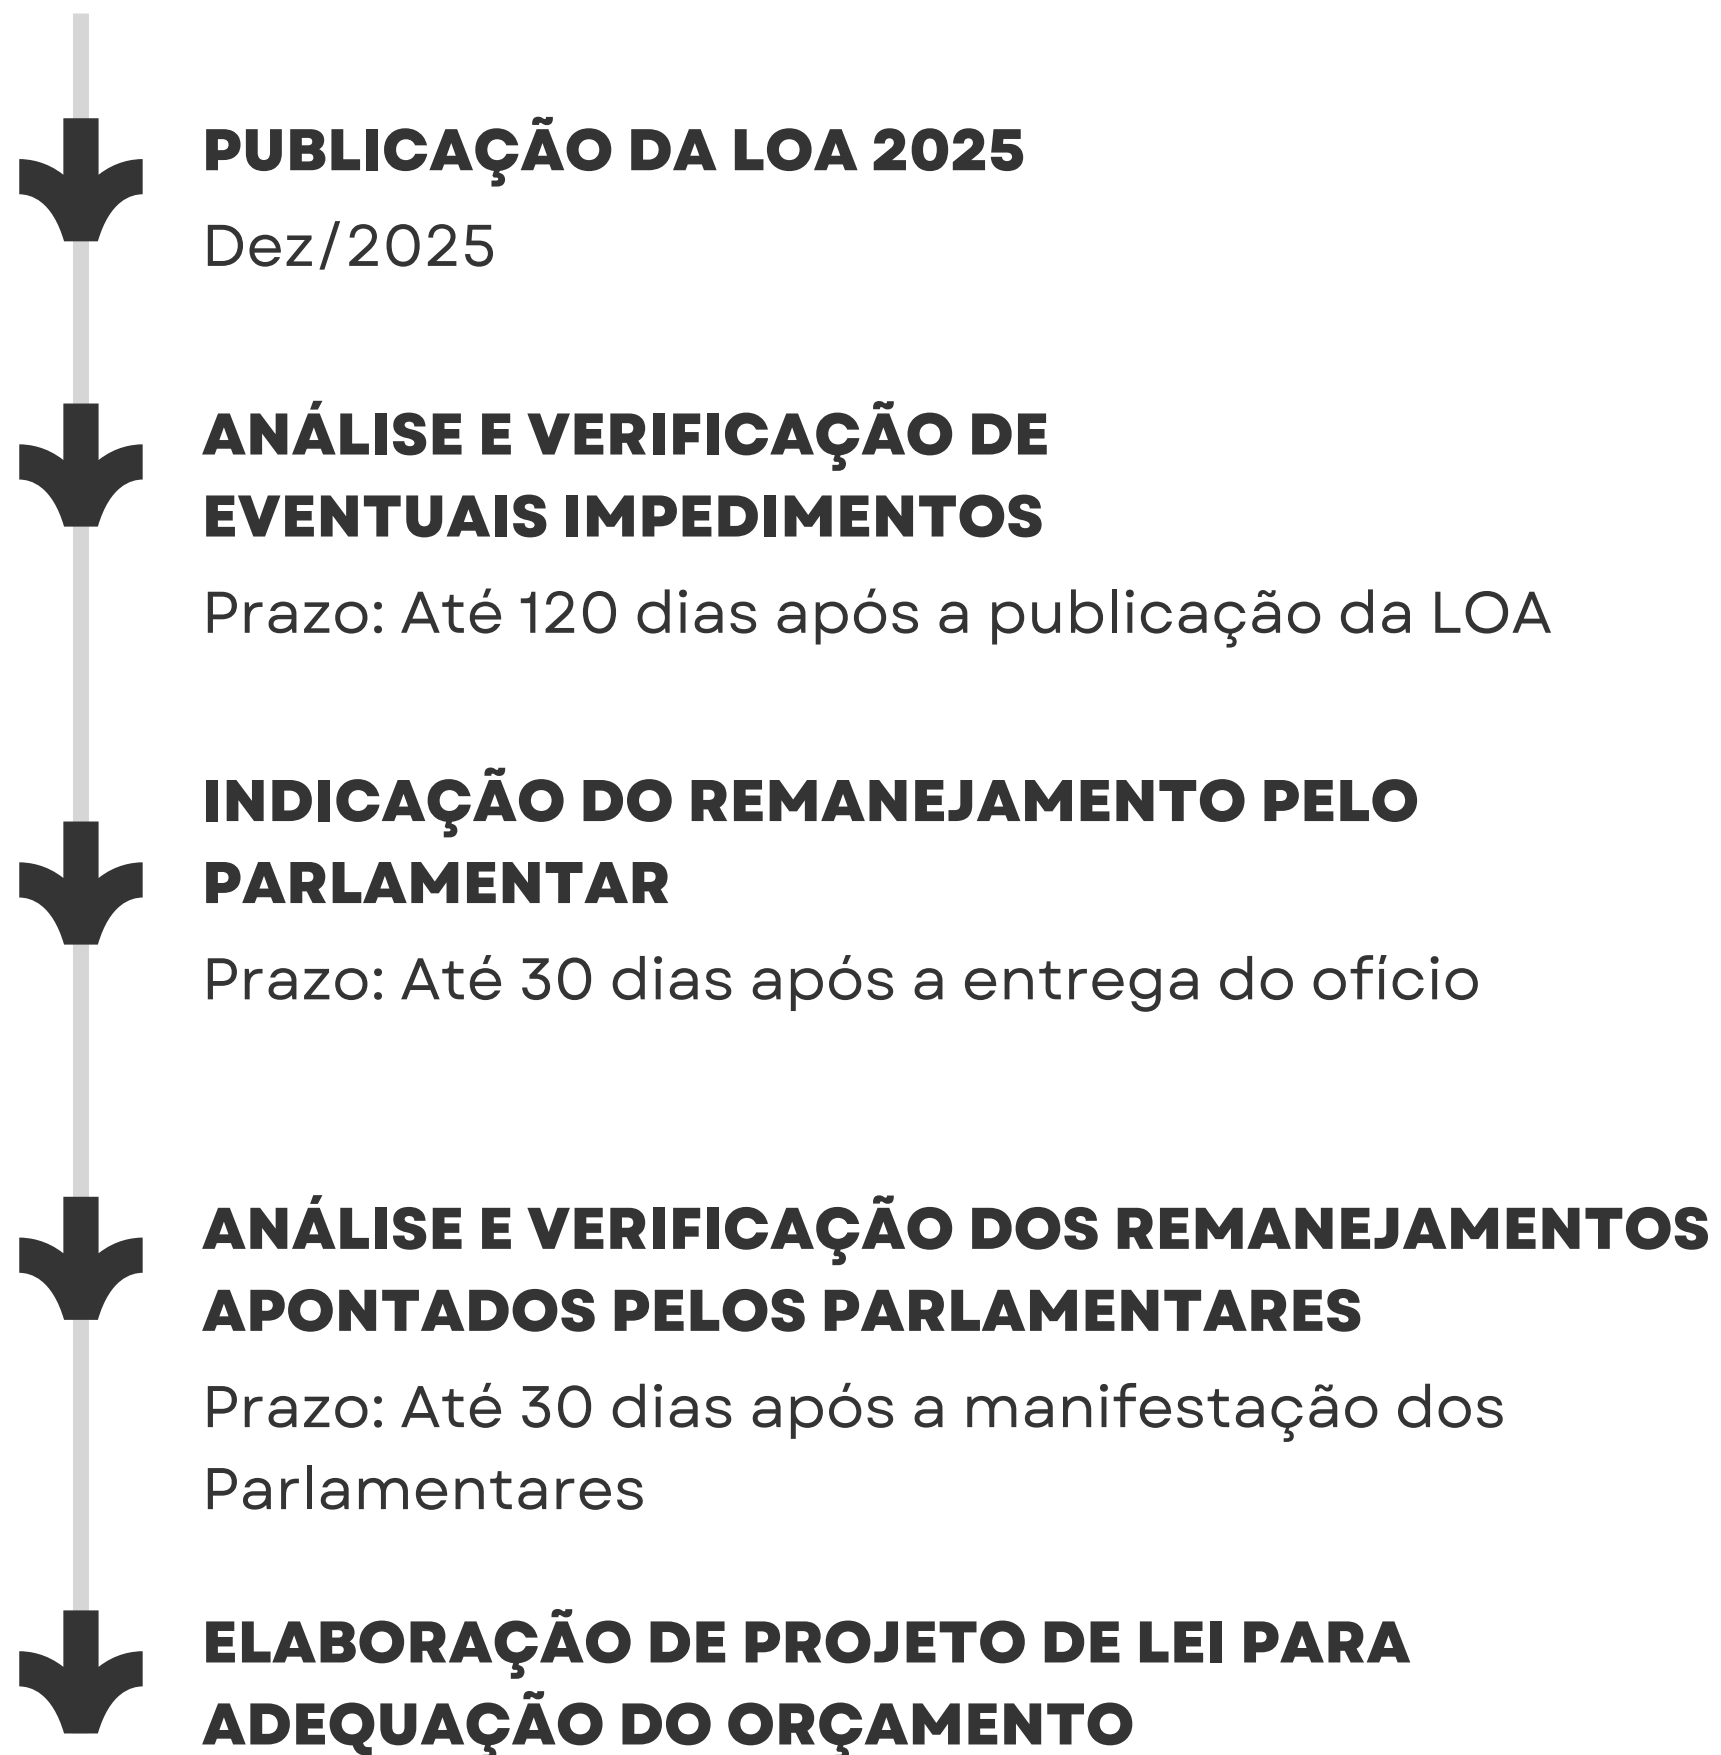 PUBLICAÇÃO DA LOA 2025
Dez/2025
ANÁLISE E VERIFICAÇÃO DE
EVENTUAIS IMPEDIMENTOS
Prazo: Até 120 dias após a publicação da LOA
INDICAÇÃO DO REMANEJAMENTO PELO
PARLAMENTAR
Prazo: Até 30 dias após a entrega do ofício
ANÁLISE E VERIFICAÇÃO DOS REMANEJAMENTOS
APONTADOS PELOS PARLAMENTARES
Prazo: Até 30 dias após a manifestação dos
Parlamentares
ELABORAÇÃO DE PROJETO DE LEI PARA
ADEQUAÇÃO DO ORÇAMENTO